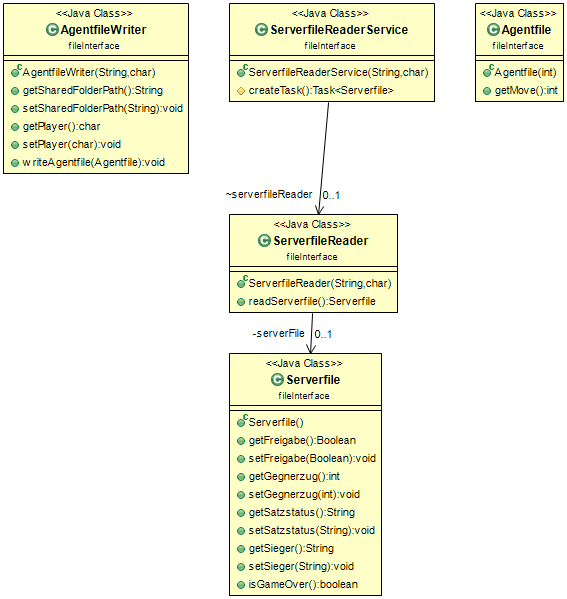 <<Java Class>>
AgentfileWriter
fileInterface
AgentfileWriter(String,char)
getSharedFolderPath():String
setSharedFolderPath(String):void
getPlayer():char
setPlayer(char):void
writeAgentfile(Agentfile):void
<<Java Class>>
ServerfileReaderService
fileInterface
ServerfileReaderService(String,char)
createTask():Task<Serverfile>
<<Java Class>>
Agentfile
fileInterface
Agentfile(int)
getMove():int
~serverfileReader
0..1
<<Java Class>>
ServerfileReader
fileInterface
ServerfileReader(String,char)
readServerfile():Serverfile
-serverFile
0..1
<<Java Class>>
Serverfile
fileInterface
Serverfile()
getFreigabe():Boolean
setFreigabe(Boolean):void
getGegnerzug():int
setGegnerzug(int):void
getSatzstatus():String
setSatzstatus(String):void
getSieger():String
setSieger(String):void
isGameOver():boolean